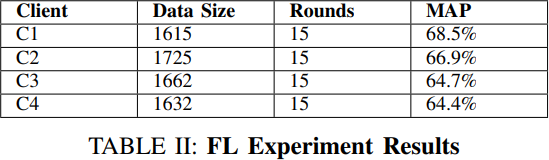 Client Data Size Rounds MAP
C1 1615 15 68.5%
C2 1725 15 66.9%
C3 1662 15 64.7%
C4 1632 15 64.4%
TABLE II: FL Experiment Results